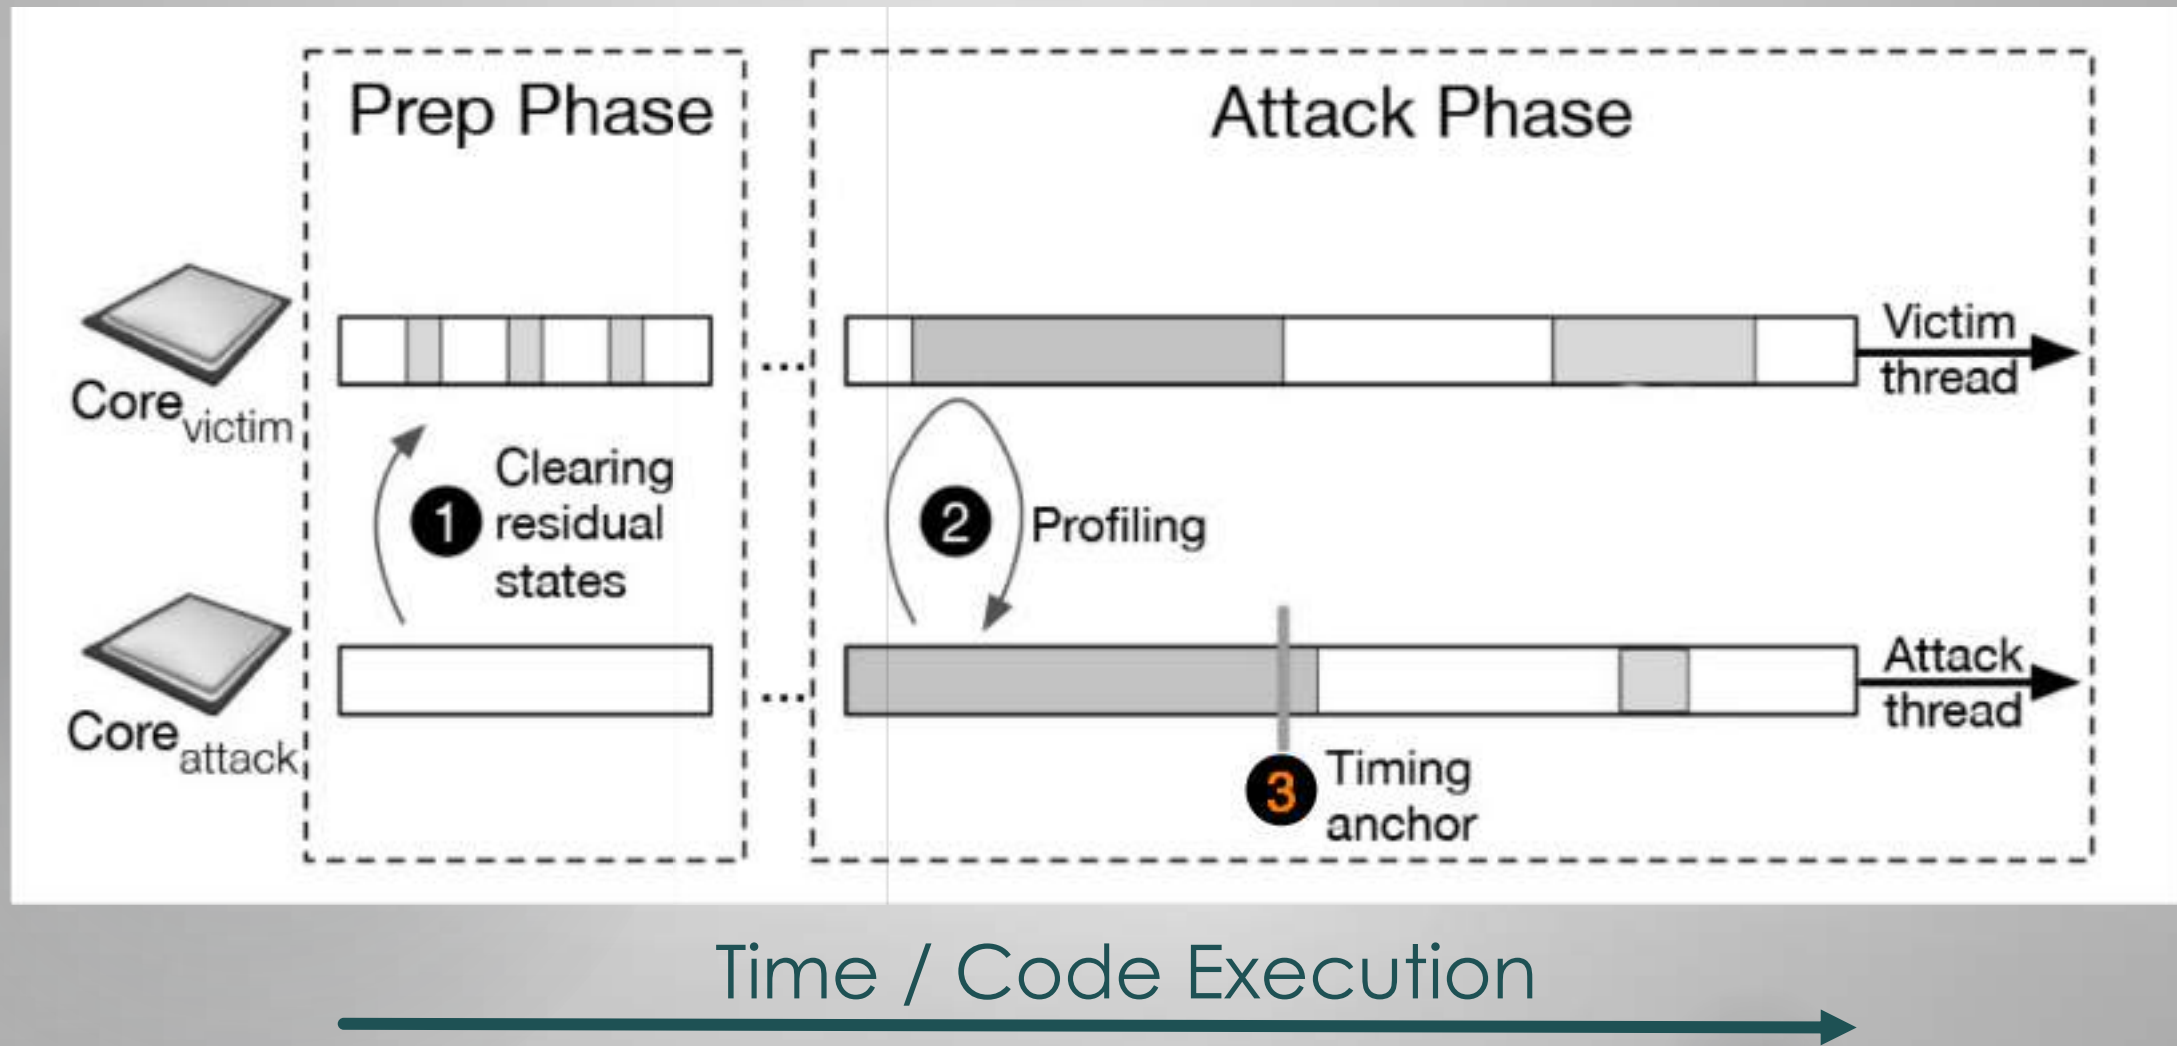 Prep Phase
Attack Phase
Core victim
Victim
thread
...
1
Clearing
residual
states
2
Profiling
Core attack
Attack
thread
...
3
Timing
anchor
Time / Code Execution